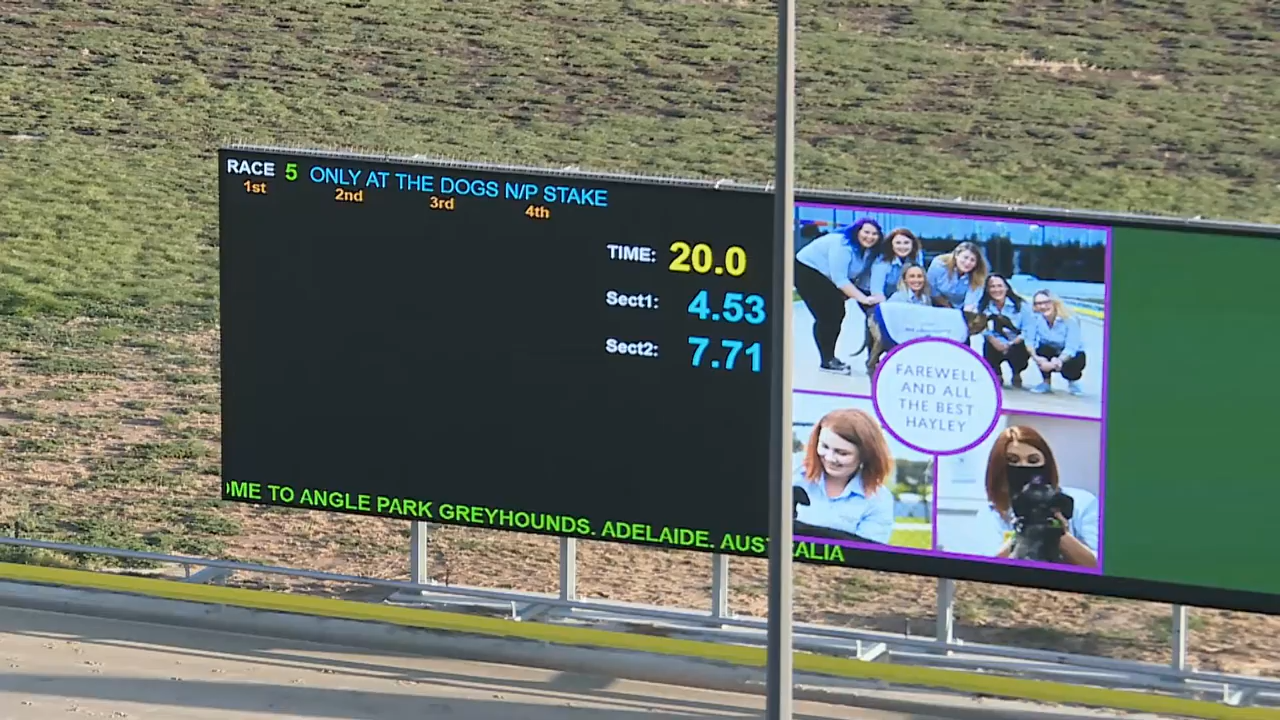 RACE 5 ONLY AT THE DOGS N/P STAKE
1st 2nd 3rd 4th
TIME: 20.0
Sect1: 4.53
Sect2: 7.71
FAREWELL
AND ALL
THE BEST
HAYLEY
OME TO ANGLE PARK GREYHOUNDS. ADELAIDE. AUSTRALIA